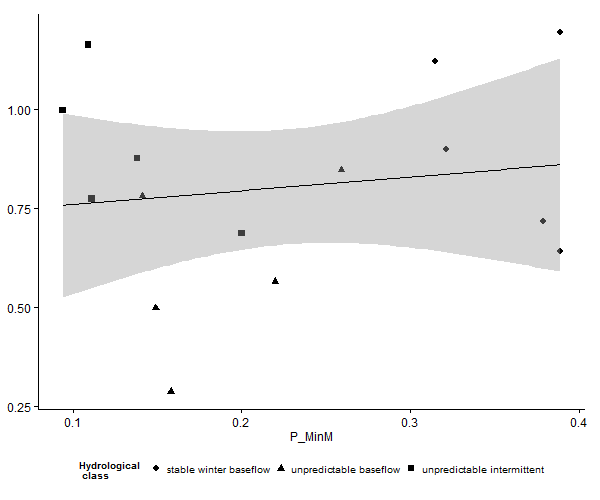 1.00
0.75
0.50
0.25
0.1 0.2 0.3 0.4
P_MinM
Hydrological
class
stable winter baseflow unpredictable baseflow unpredictable intermittent